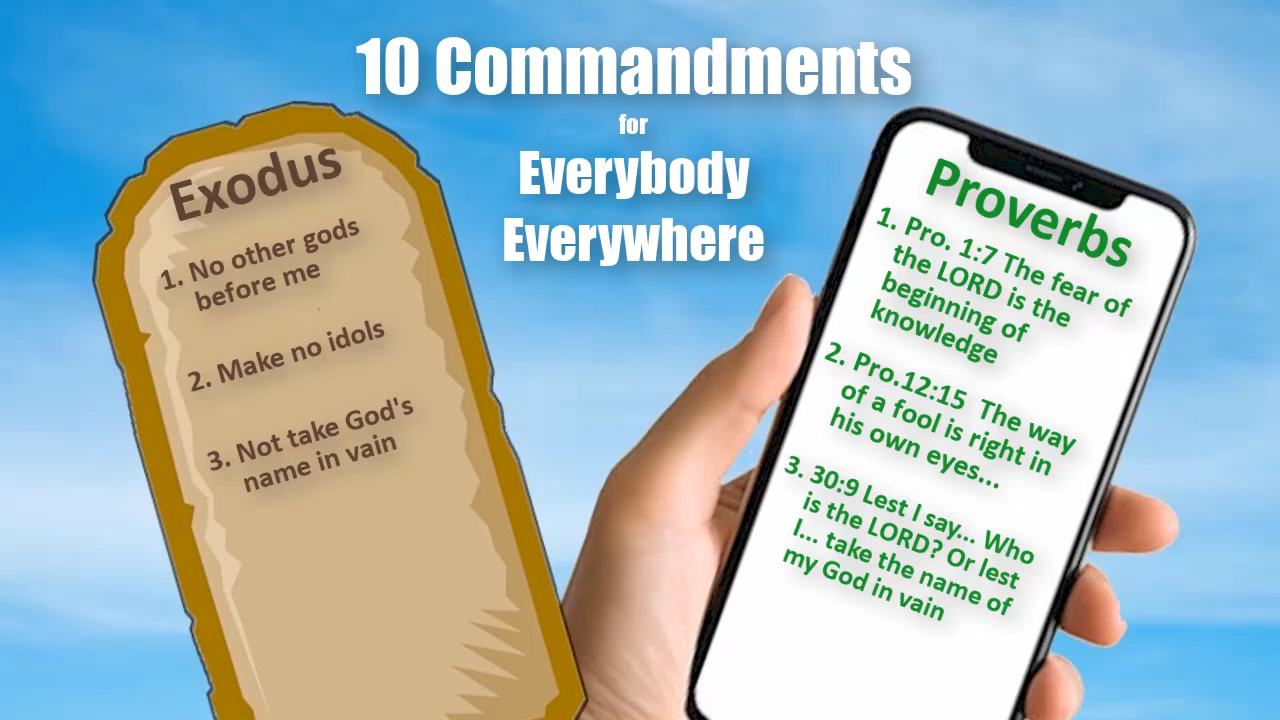 10 Commandments
for
Everybody
Everywhere
Exodus
1. No other gods
before me
2. Make no idols
3. Not take God's
name in vain
Proverbs
1. Pro. 1:7 The fear of
the LORD is the
beginning of
knowledge
2. Pro.12:15 The way
of a fool is right in
his own eyes...
3. 30:9 Lest I say... Who
is the LORD? Or lest
I... take the name of
my God in vain